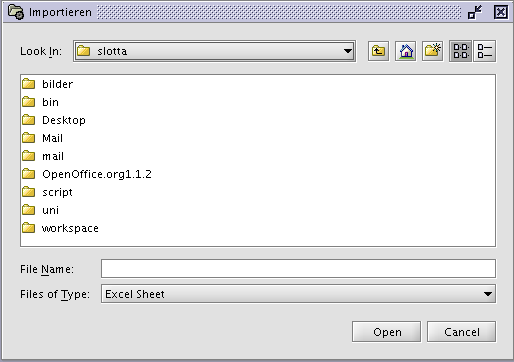 Importieren
Look In: slotta
bilder
bin
Desktop
Mail
mail
OpenOffice.org1.1.2
script
uni
workspace
File Name:
Files of Type: Excel Sheet
Open Cancel